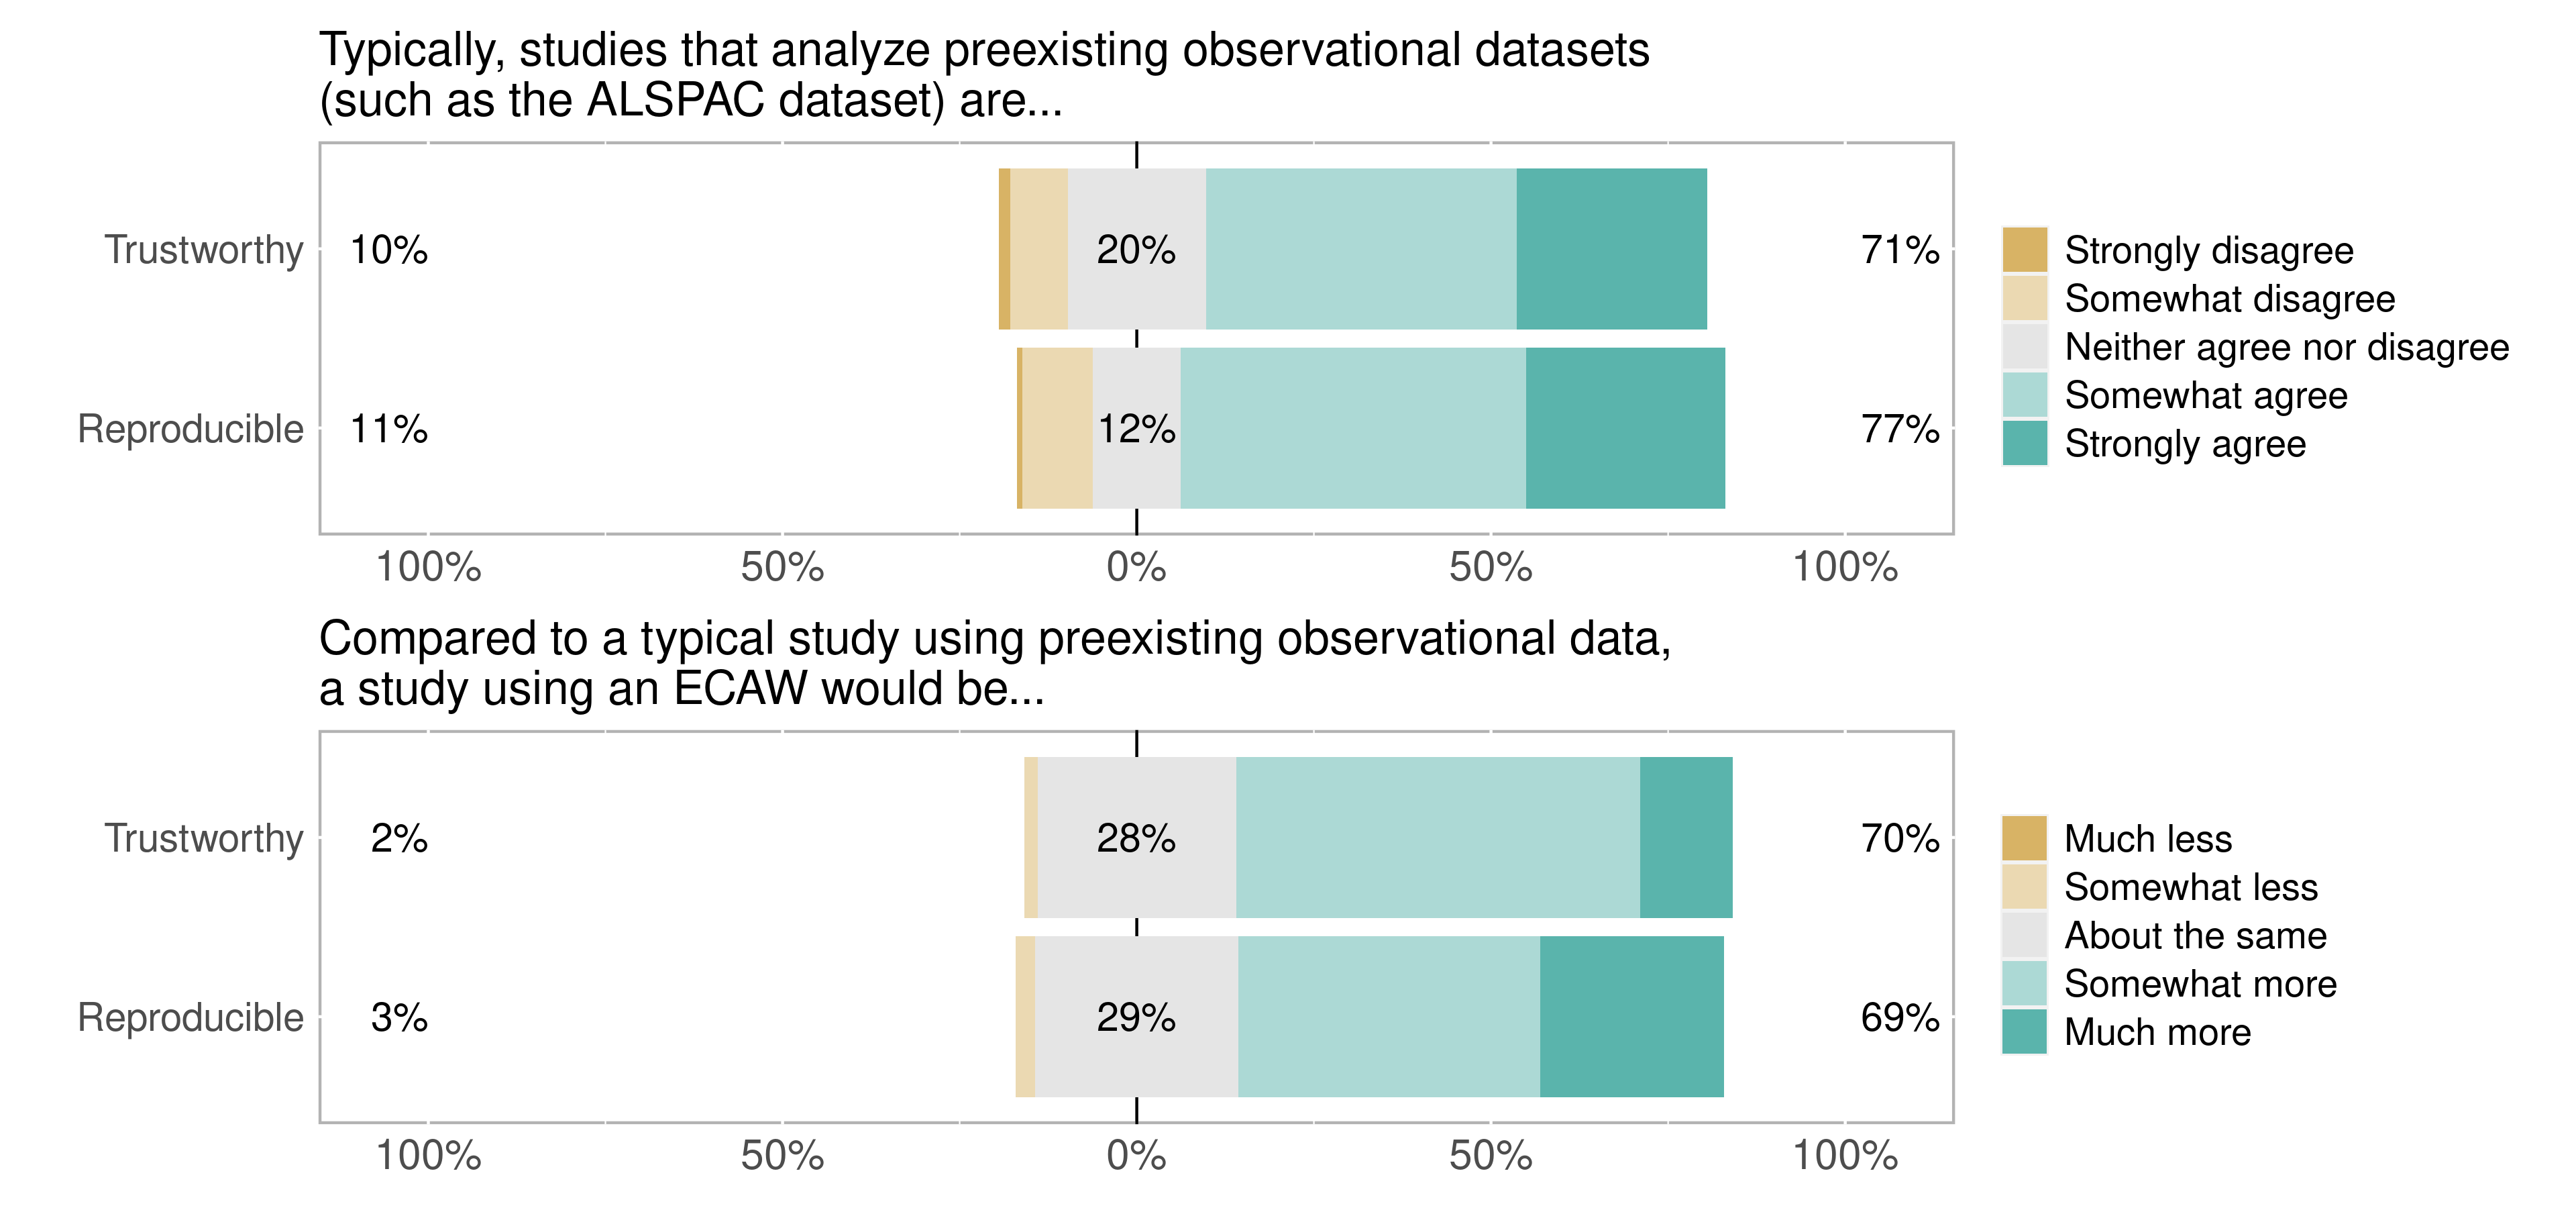 Typically, studies that analyze preexisting observational datasets
(such as the ALSPAC dataset) are...
Trustworthy 10% 20% 71%
Reproducible 11% 12% 77%
100% 50% 0% 50% 100%
Strongly disagree
Somewhat disagree
Neither agree nor disagree
Somewhat agree
Strongly agree
Compared to a typical study using preexisting observational data,
a study using an ECAW would be...
Trustworthy 2% 28% 70%
Reproducible 3% 29% 69%
100% 50% 0% 50% 100%
Much less
Somewhat less
About the same
Somewhat more
Much more